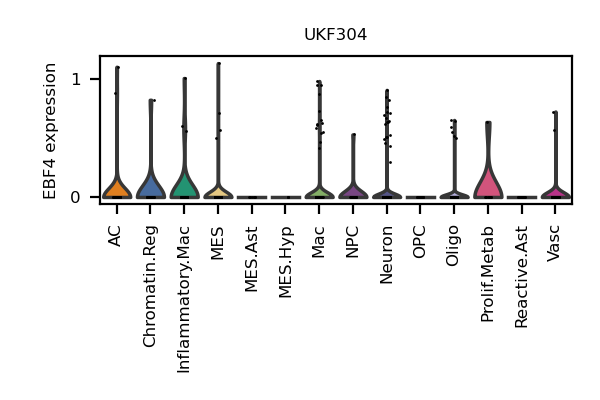 UKF304
EBF4 expression
1
0
AC
Chromatin.Reg
Inflammatory.Mac
MES
MES.Ast
MES.Hyp
Mac
NPC
Neuron
OPC
Oligo
Prolif.Metab
Reactive.Ast
Vasc